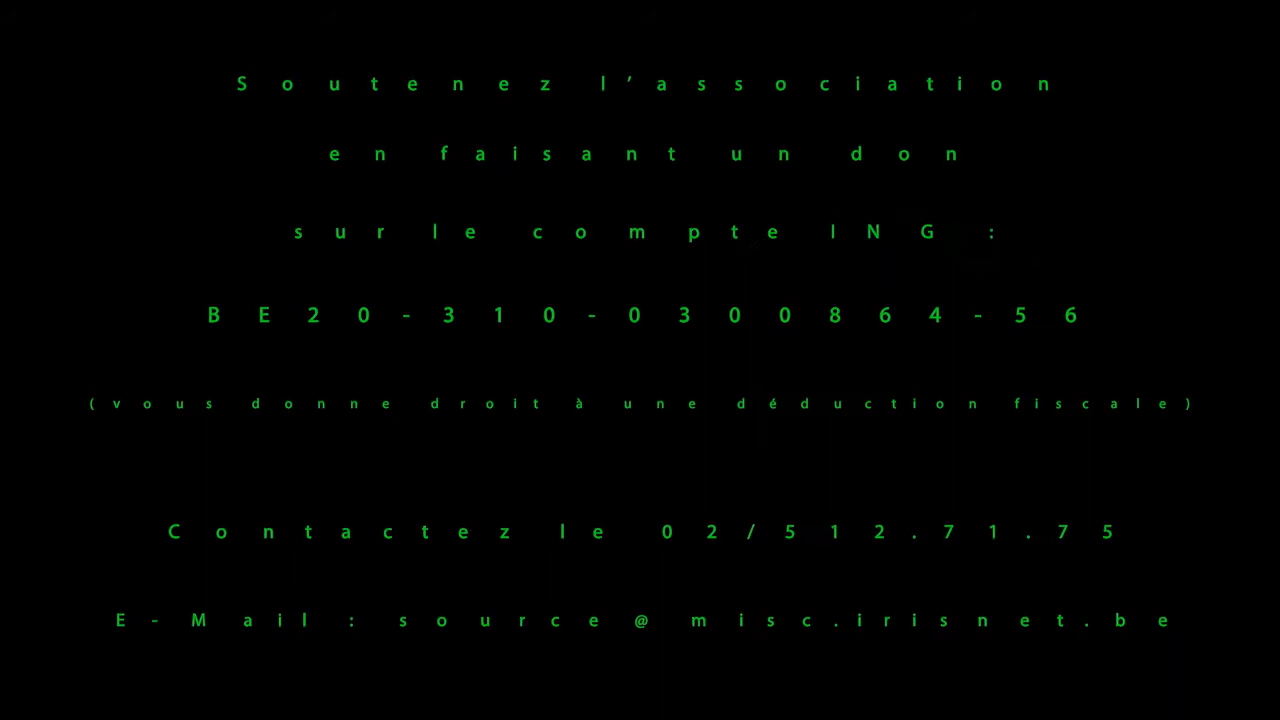 Soutenez l'association
en faisant un don
sur le compte ING :
BE20-310-0300864-56
(vous donne droit à une déduction fiscale)
Contactez le 02/512.71.75
E-Mail : source@misc.irisnet.be